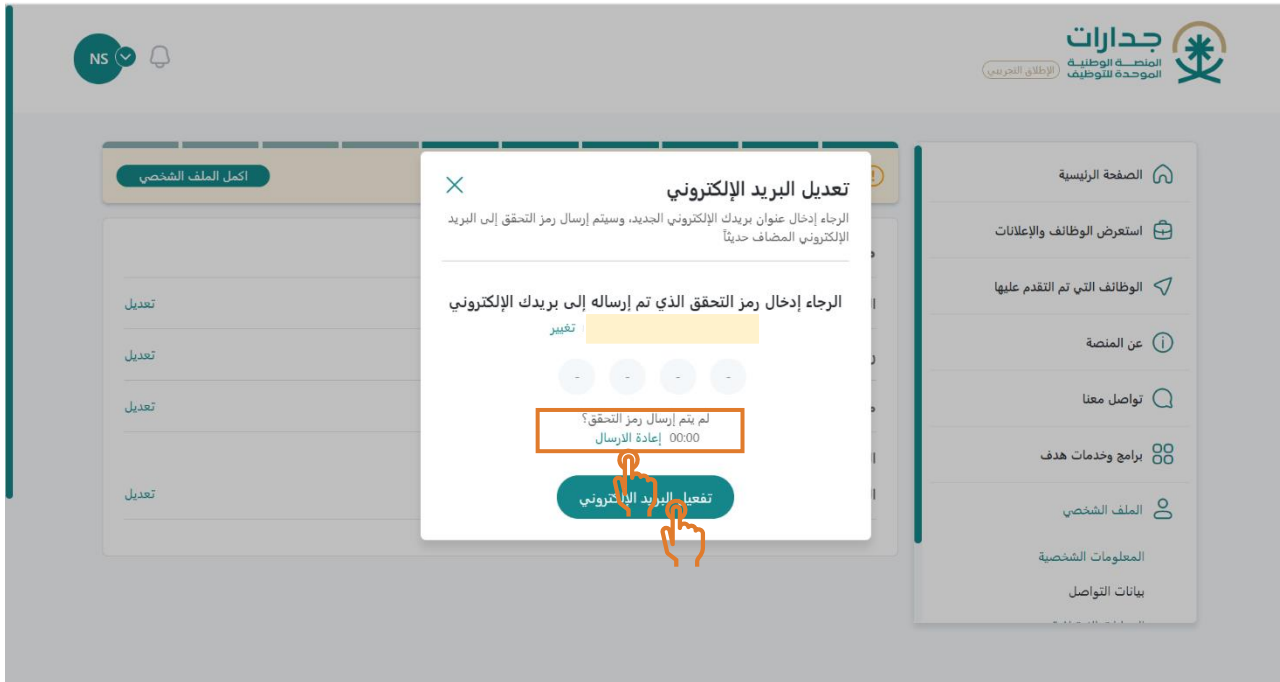 جدارات
المنصة الوطنية
الموحدة للتوظيف
(الإطلاق التجريبي)
NS
الصفحة الرئيسية
استعرض الوظائف والإعلانات
الوظائف التي تم التقدم عليها
عن المنصة
تواصل معنا
برامج وخدمات هدف
الملف الشخصي
المعلومات الشخصية
بيانات التواصل
اكمل الملف الشخصي
تعديل
تعديل
تعديل
تعديل
تعديل البريد الإلكتروني
الرجاء إدخال عنوان بريدك الإلكتروني الجديد، وسيتم إرسال رمز التحقق إلى البريد
الإلكتروني المضاف حديثاً
الرجاء إدخال رمز التحقق الذي تم إرساله إلى بريدك الإلكتروني
تغيير
- - - -
لم يتم إرسال رمز التحقق؟
00:00 إعادة الارسال
تفعيل البريد الإلكتروني